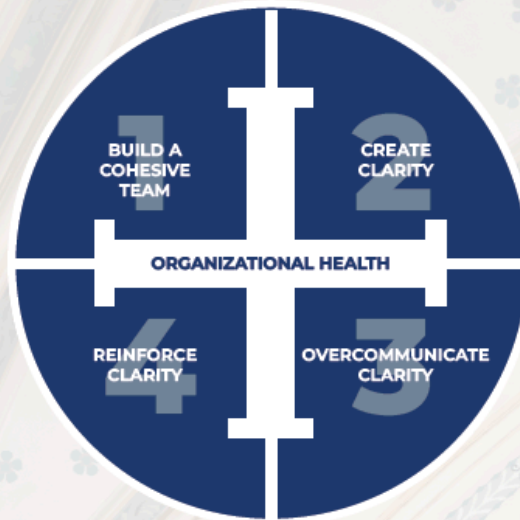 1
BUILD A
COHESIVE
TEAM
2
CREATE
CLARITY
ORGANIZATIONAL HEALTH
4
REINFORCE
CLARITY
3
OVERCOMMUNICATE
CLARITY